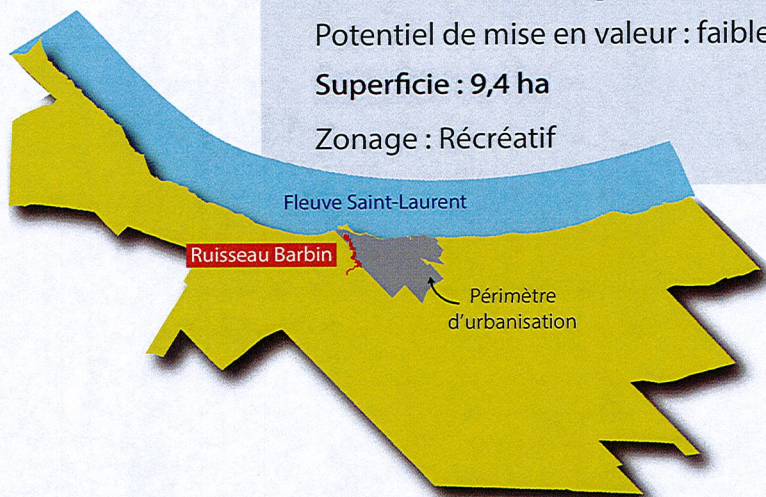 Potentiel de mise en valeur : faible
Superficie : 9,4 ha
Zonage : Récréatif
Fleuve Saint-Laurent
Ruisseau Barbin
Périmètre
d'urbanisation